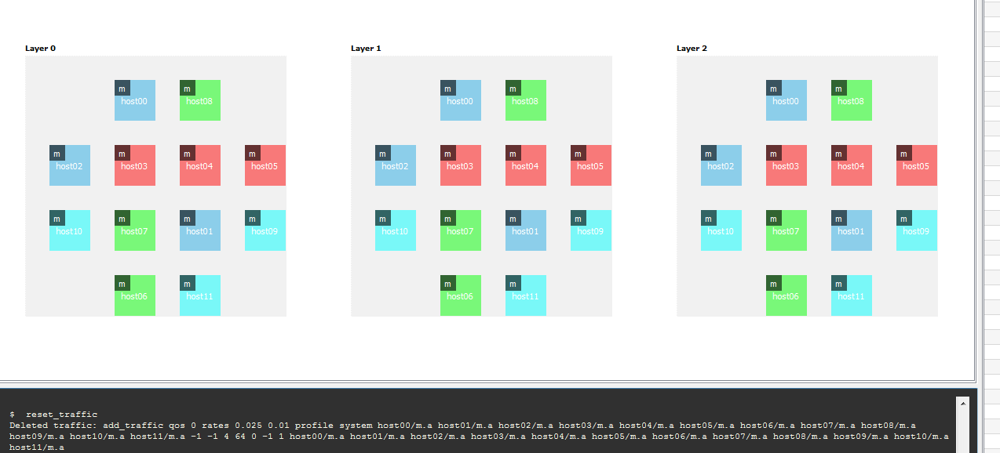 Layer 0 Layer 1 Layer 2
m m m m m m
host00 host08 host00 host08 host00 host08
m m m m m m m m m m m m
host02 host03 host04 host05 host02 host03 host04 host05 host02 host03 host04 host05
m m m m m m m m m m m m
host10 host07 host01 host09 host10 host07 host01 host09 host10 host07 host01 host09
m m m m m m
host06 host11 host06 host11 host06 host11
$ reset_traffic
Deleted traffic: add_traffic qos 0 rates 0.025 0.01 profile system host00/m.a host01/m.a host02/m.a host03/m.a host04/m.a host05/m.a host06/m.a host07/m.a host08/m.a
host09/m.a host10/m.a host11/m.a -1 -1 4 64 0 -1 1 host00/m.a host01/m.a host02/m.a host03/m.a host04/m.a host05/m.a host06/m.a host07/m.a host08/m.a host09/m.a host10/m.a
host11/m.a